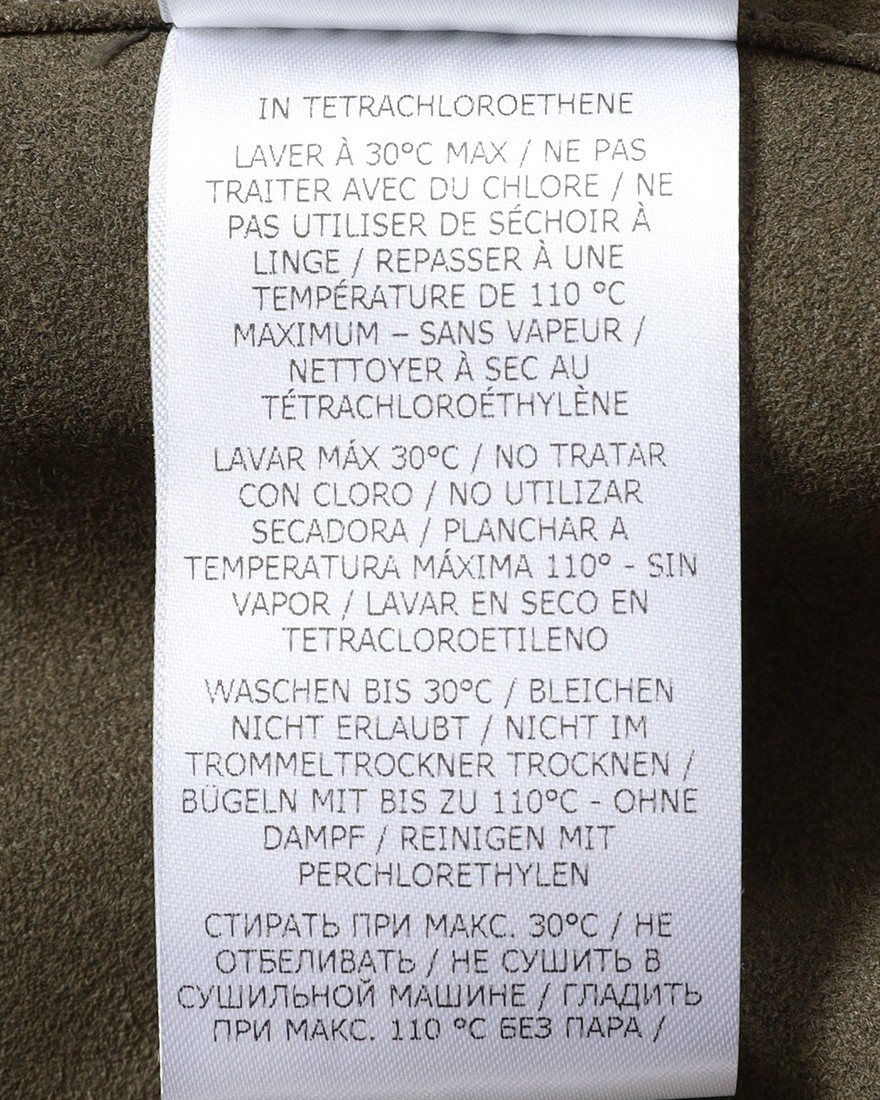 IN TETRACHLOROETHENE
LAVER À 30°C MAX / NE PAS
TRAITER AVEC DU CHLORE / NE
PAS UTILISER DE SÉCHOIR À
LINGE / REPASSER À UNE
TEMPÉRATURE DE 110 °C
MAXIMUM – SANS VAPEUR /
NETTOYER À SEC AU
TÉTRACHLOROÉTHYLÈNE
LAVAR MÁX 30°C / NO TRATAR
CON CLORO / NO UTILIZAR
SECADORA / PLANCHAR A
TEMPERATURA MÁXIMA 110° - SIN
VAPOR / LAVAR EN SECO EN
TETRACLOROETILENO
WASCHEN BIS 30°C / BLEICHEN
NICHT ERLAUBT / NICHT IM
TROMMELTROCKNER TROCKNEN /
BÜGELN MIT BIS ZU 110°C - OHNE
DAMPF / REINIGEN MIT
PERCHLORETHYLEN
СТИРАТЬ ПРИ МАКС. 30°C / НЕ
ОТБЕЛИВАТЬ / НЕ СУШИТЬ В
СУШИЛЬНОЙ МАШИНЕ / ГЛАДИТЬ
ПРИ МАКС. 110 °C БЕЗ ПАРА /